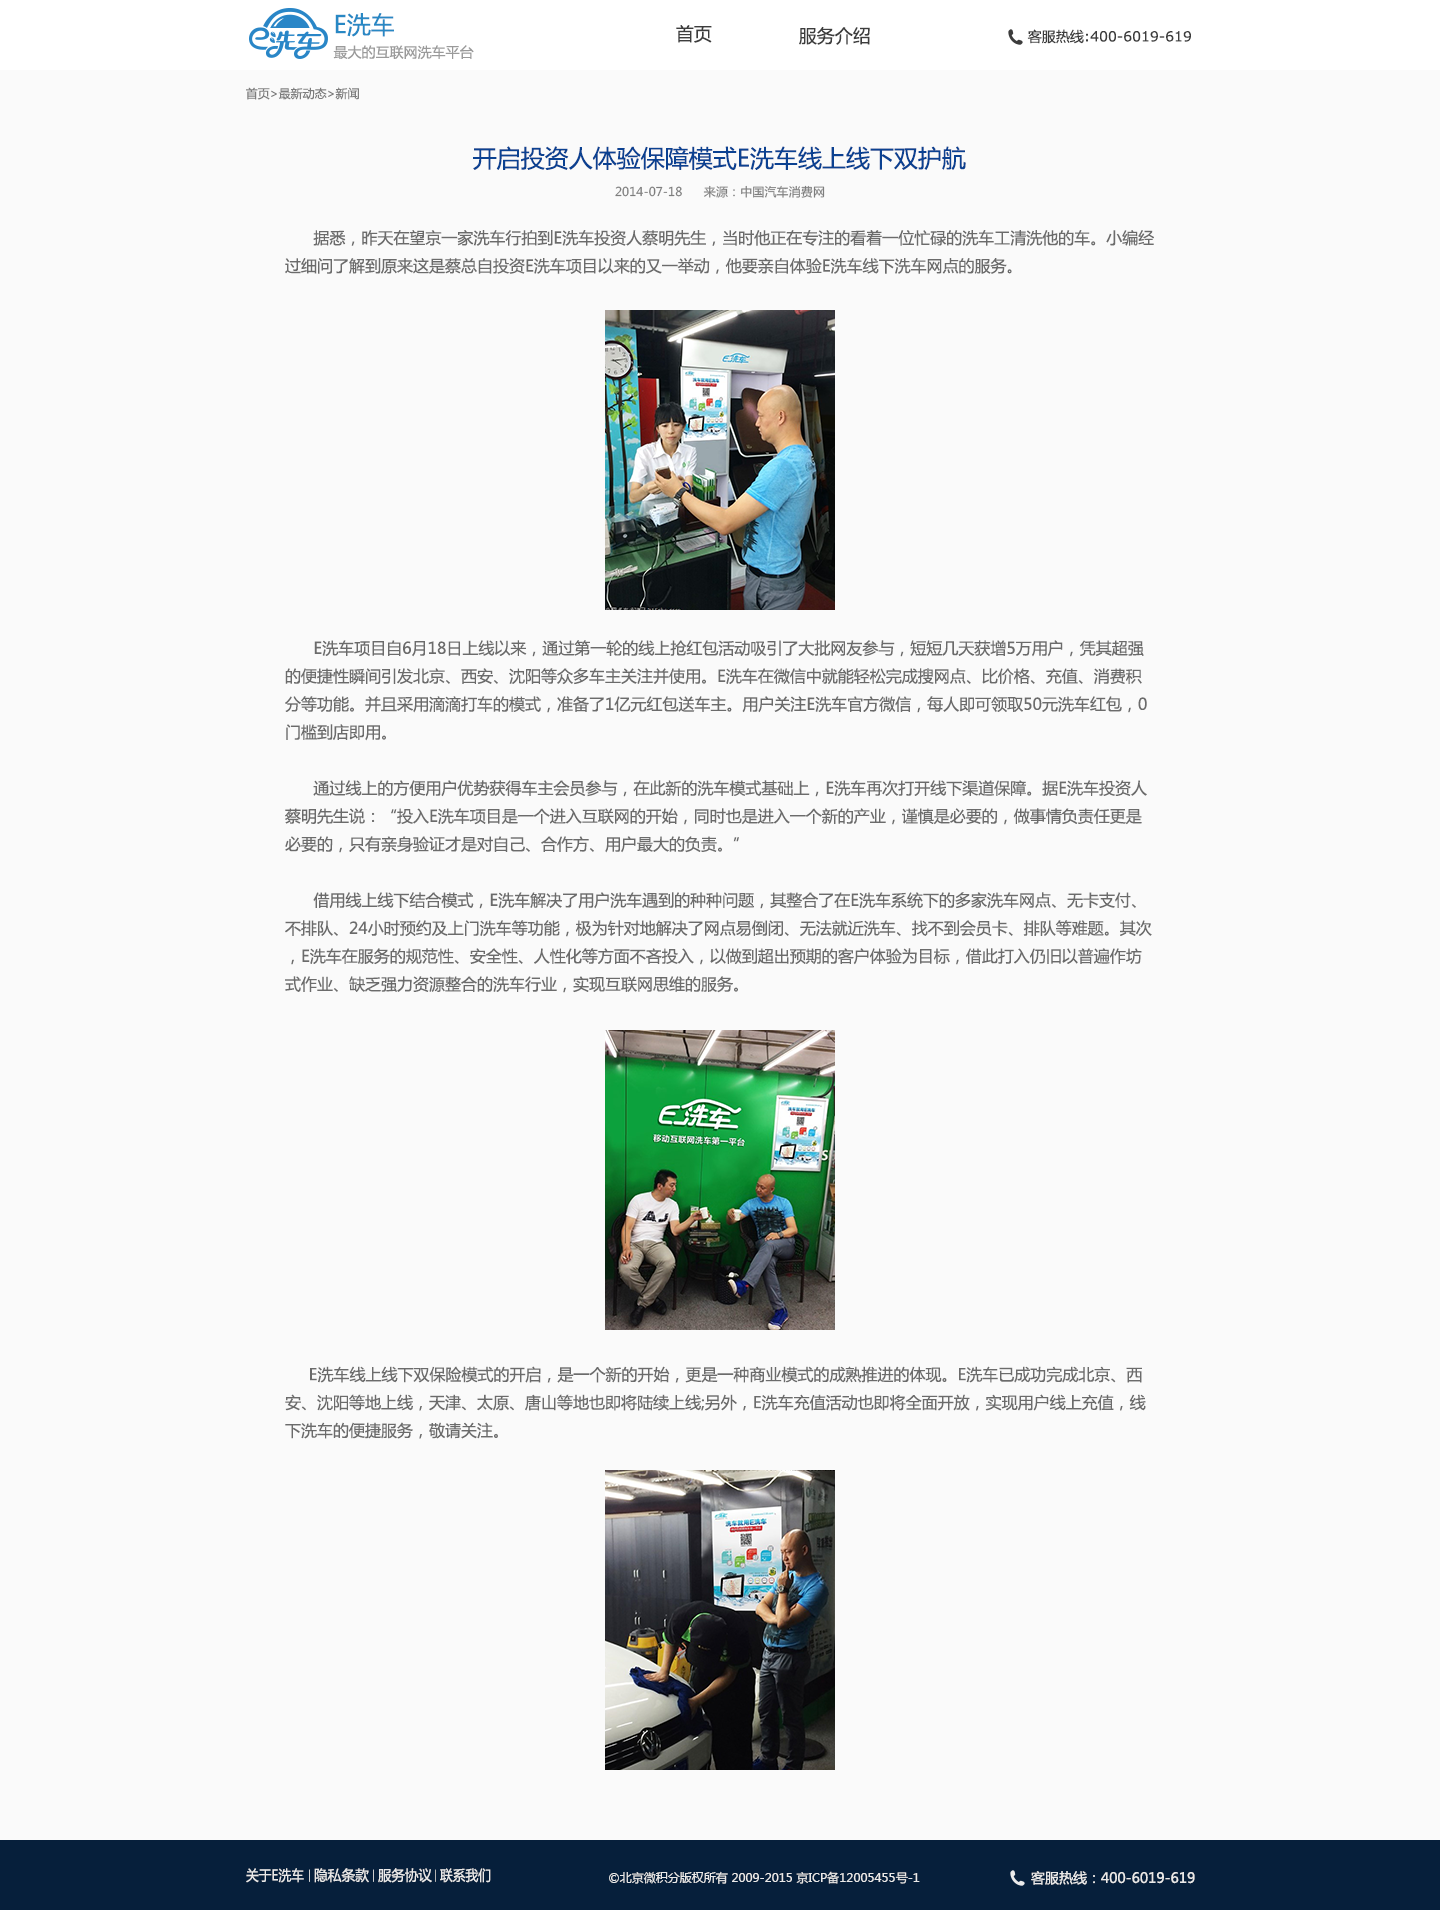 E洗车
E洗车
最大的互联网洗车平台
首页
服务介绍
客服热线:400-6019-619
首页>最新动态>新闻
开启投资人体验保障模式E洗车线上线下双护航
2014-07-18 来源：中国汽车消费网
据悉，昨天在望京一家洗车行拍到E洗车投资人蔡明先生，当时他正在专注的看着一位忙碌的洗车工清洗他的车。小编经
过细问了解到原来这是蔡总自投资E洗车项目以来的又一举动，他要亲自体验E洗车线下洗车网点的服务。
E洗车
洗车就用E洗车
E洗车项目自6月18日上线以来，通过第一轮的线上抢红包活动吸引了大批网友参与，短短几天获增5万用户，凭其超强
的便捷性瞬间引发北京、西安、沈阳等众多车主关注并使用。E洗车在微信中就能轻松完成搜网点、比价格、充值、消费积
分等功能。并且采用滴滴打车的模式，准备了1亿元红包送车主。用户关注E洗车官方微信，每人即可领取50元洗车红包，0
门槛到店即用。
通过线上的方便用户优势获得车主会员参与，在此新的洗车模式基础上，E洗车再次打开线下渠道保障。据E洗车投资人
蔡明先生说：“投入E洗车项目是一个进入互联网的开始，同时也是进入一个新的产业，谨慎是必要的，做事情负责任更是
必要的，只有亲身验证才是对自己、合作方、用户最大的负责。”
借用线上线下结合模式，E洗车解决了用户洗车遇到的种种问题，其整合了在E洗车系统下的多家洗车网点、无卡支付、
不排队、24小时预约及上门洗车等功能，极为针对地解决了网点易倒闭、无法就近洗车、找不到会员卡、排队等难题。其次
，E洗车在服务的规范性、安全性、人性化等方面不吝投入，以做到超出预期的客户体验为目标，借此打入仍旧以普遍作坊
式作业、缺乏强力资源整合的洗车行业，实现互联网思维的服务。
E洗车
移动互联网洗车第一平台
洗车就用E洗车
E洗车线上线下双保险模式的开启，是一个新的开始，更是一种商业模式的成熟推进的体现。E洗车已成功完成北京、西
安、沈阳等地上线，天津、太原、唐山等地也即将陆续上线;另外，E洗车充值活动也即将全面开放，实现用户线上充值，线
下洗车的便捷服务，敬请关注。
洗车就用E洗车
关于E洗车 | 隐私条款 | 服务协议 | 联系我们
©北京微积分版权所有 2009-2015 京ICP备12005455号-1
客服热线：400-6019-619